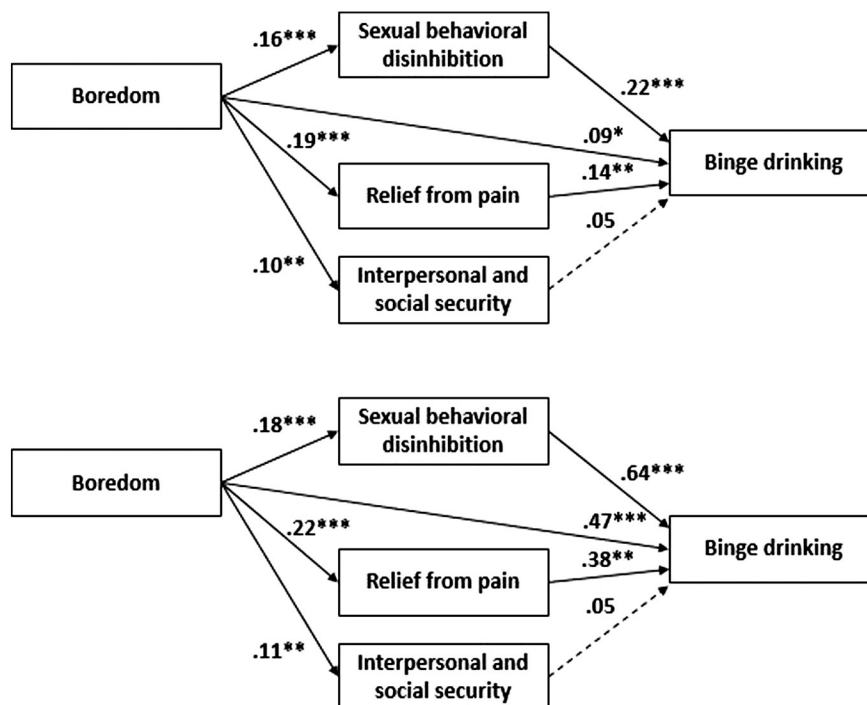 .16***
Sexual behavioral
disinhibition
Boredom
.22***
.09*
.19***
.14**
Binge drinking
Relief from pain
.05
.10**
Interpersonal and
social security
.18***
Sexual behavioral
disinhibition
Boredom
.64***
.47***
.22***
.38**
Binge drinking
Relief from pain
.05
.11**
Interpersonal and
social security